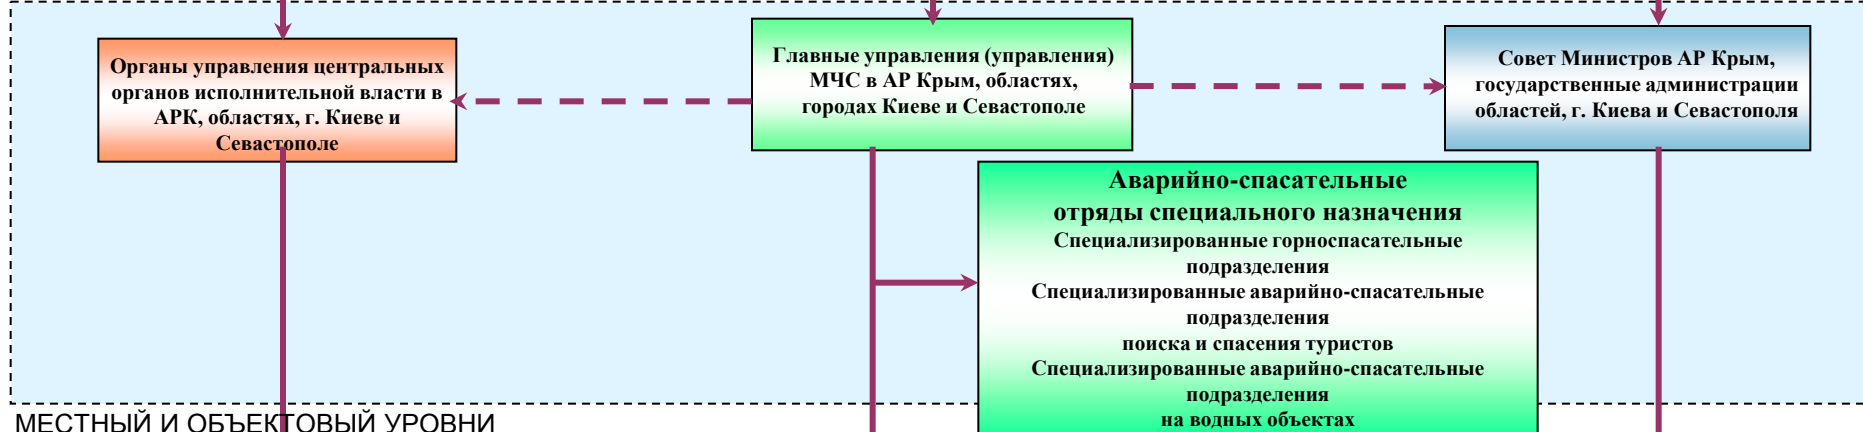 Органы управления центральных
органов исполнительной власти в
АРК, областях, г. Киеве и
Севастополе
Главные управления (управления)
МЧС в АР Крым, областях,
городах Киеве и Севастополе
Совет Министров АР Крым,
государственные администрации
областей, г. Киева и Севастополя
Аварийно-спасательные
отряды специального назначения
Специализированные горноспасательные
подразделения
Специализированные аварийно-спасательные
подразделения
поиска и спасения туристов
Специализированные аварийно-спасательные
подразделения
на водных объектах
МЕСТНЫЙ И ОБЪЕКТОВЫЙ УРОВНИ